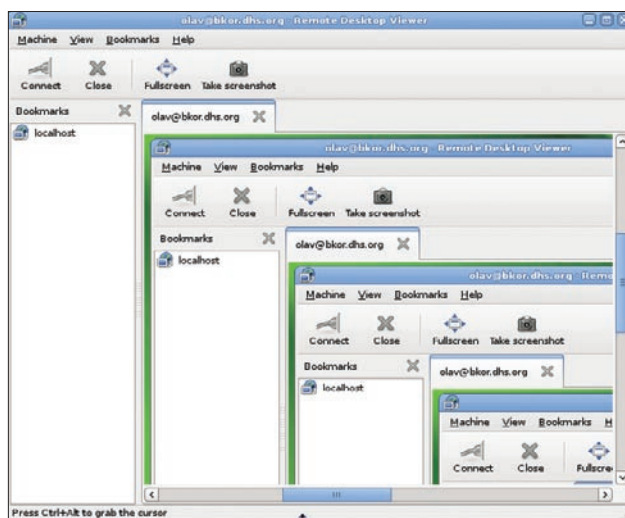 olav@bkor.dhs.org - Remote Desktop Viewer
Machine View Bookmarks Help
Connect Close Fullscreen Take screenshot
Bookmarks
olav@bkor.dhs.org
localhost
olav@bkor.dhs.org - Remote Desktop Viewer
Machine View Bookmarks Help
Connect Close Fullscreen Take screenshot
Bookmarks
olav@bkor.dhs.org
localhost
olav@bkor.dhs.org - Remo
Machine View Bookmarks Help
Connect Close Fullscreen Take screenshot
Bookmarks
olav@bkor.dhs.org
localhost
Machine View Bookmarks H
Connect Close Fullscre
Press Ctrl+Alt to grab the cursor